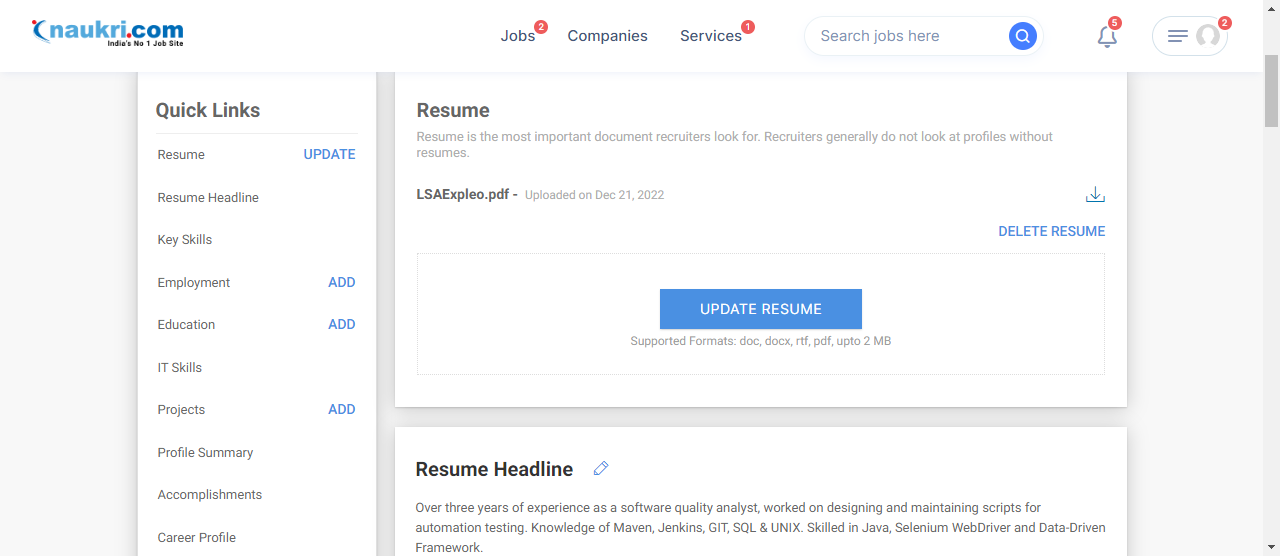 naukri.com
India's No 1 Job Site
Jobs 2
Companies
Services 1
Search jobs here
5
2
Quick Links
Resume UPDATE
Resume Headline
Key Skills
Employment ADD
Education ADD
IT Skills
Projects ADD
Profile Summary
Accomplishments
Career Profile
Resume
Resume is the most important document recruiters look for. Recruiters generally do not look at profiles without
resumes.
LSAExpleo.pdf - Uploaded on Dec 21, 2022
DELETE RESUME
UPDATE RESUME
Supported Formats: doc, docx, rtf, pdf, upto 2 MB
Resume Headline
Over three years of experience as a software quality analyst, worked on designing and maintaining scripts for
automation testing. Knowledge of Maven, Jenkins, GIT, SQL & UNIX. Skilled in Java, Selenium WebDriver and Data-Driven
Framework.